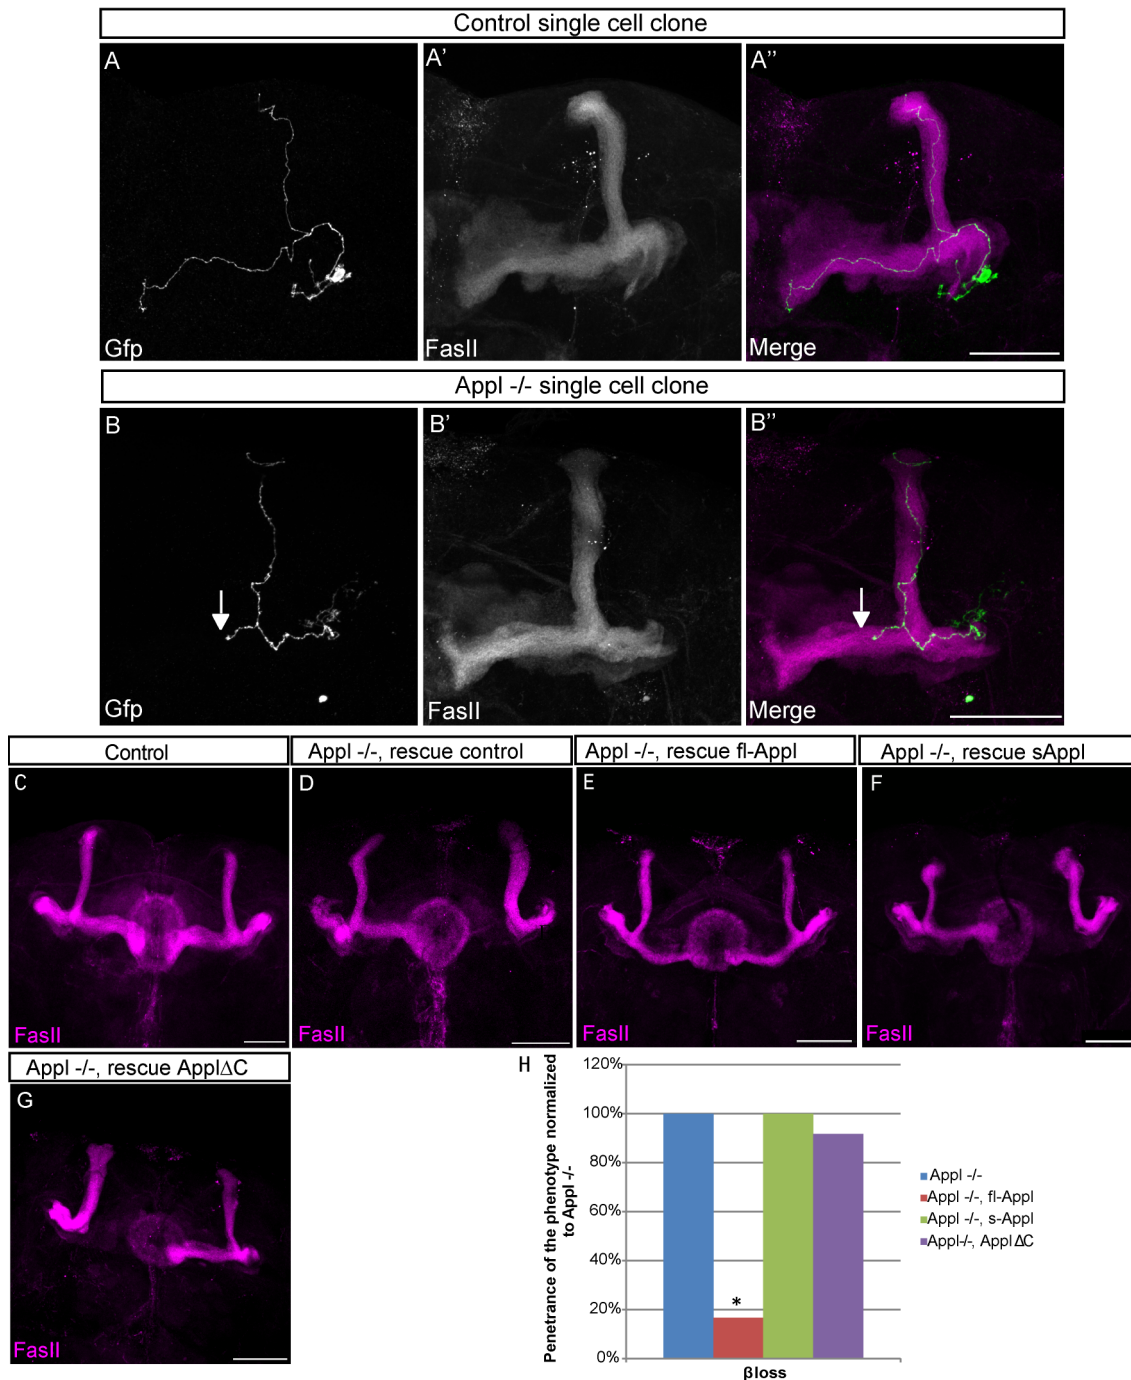 Control single cell clone
A
A'
A''
Gfp
FasII
Merge
Appl -/- single cell clone
B
B'
B''
Gfp
FasII
Merge
Control
Appl -/-, rescue control
Appl -/-, rescue fl-Appl
Appl -/-, rescue sAppl
C
D
E
F
FasII
FasII
FasII
FasII
Appl -/-, rescue Appl∆C
G
FasII
H
Penetrance of the phenotype normalized
to Appl -/-
120%
100%
80%
60%
40%
20%
0%
*
βloss
Appl -/-
Appl -/-, fl-Appl
Appl -/-, s-Appl
Appl-/-, Appl ∆C